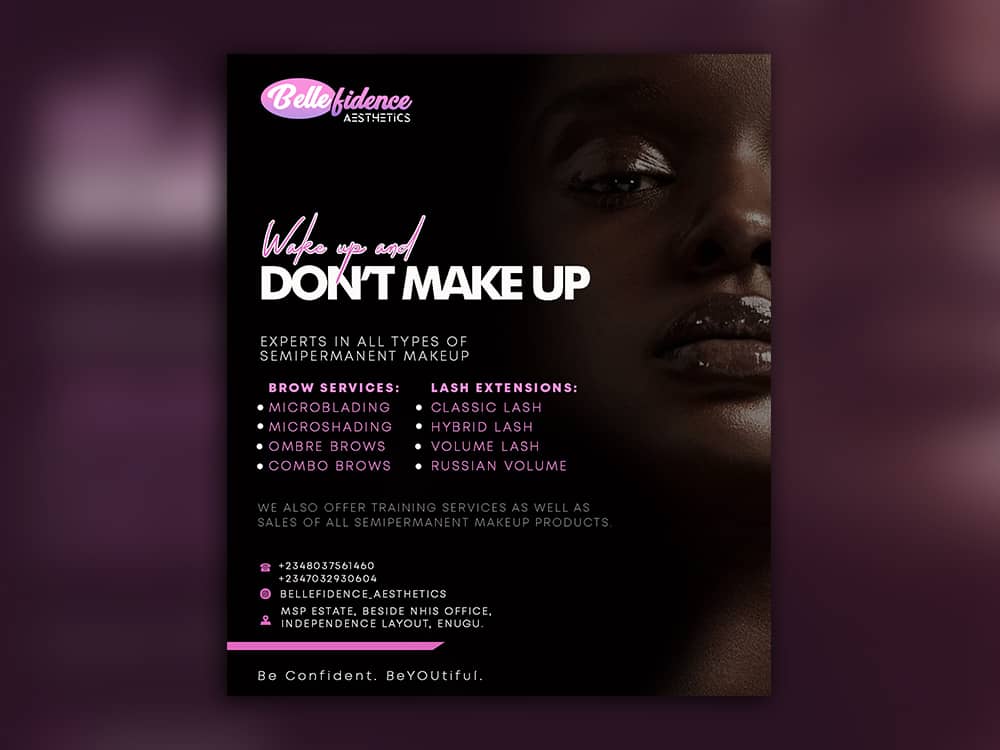 Bellefidence
AESTHETICS
Wake up and
DON'T MAKE UP
EXPERTS IN ALL TYPES OF
SEMIPERMANENT MAKEUP
BROW SERVICES:
• MICROBLADING
• MICROSHADING
• OMBRE BROWS
• COMBO BROWS
LASH EXTENSIONS:
• CLASSIC LASH
• HYBRID LASH
• VOLUME LASH
• RUSSIAN VOLUME
WE ALSO OFFER TRAINING SERVICES AS WELL AS
SALES OF ALL SEMIPERMANENT MAKEUP PRODUCTS.
+2348037561460
+2347032930604
BELLEFIDENCE_AESTHETICS
MSP ESTATE, BESIDE NHIS OFFICE,
INDEPENDENCE LAYOUT, ENUGU.
Be Confident. BeYOUtiful.